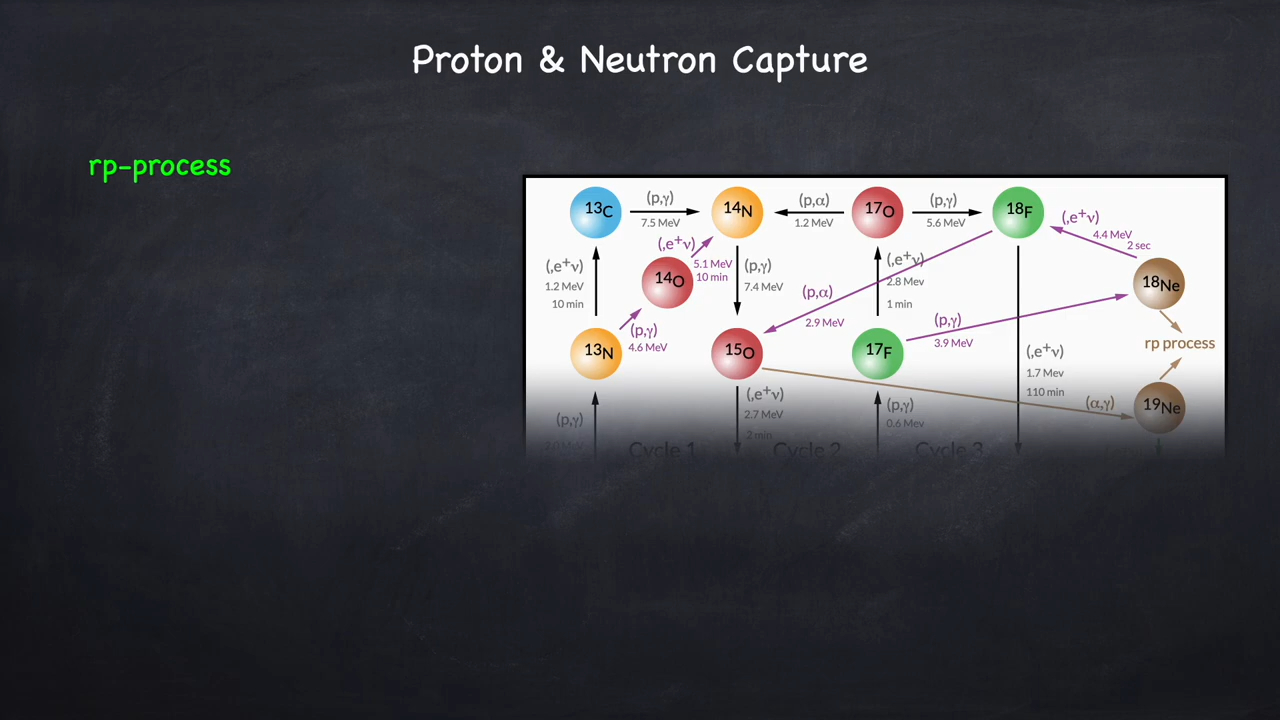 Proton & Neutron Capture
rp-process
13C
(p,γ)
7.5 MeV
14N
(p,α)
1.2 MeV
17O
(p,γ)
5.6 MeV
18F
(,e+ν)
4.4 MeV
2 sec
(,e+ν)
5.1 MeV
10 min
(,e+ν)
1.2 MeV
10 min
14O
(p,γ)
7.4 MeV
(,e+ν)
2.8 Mev
1 min
18Ne
(p,α)
2.9 MeV
(p,γ)
4.6 MeV
(p,γ)
3.9 MeV
rp process
13N
15O
17F
(,e+ν)
1.7 Mev
110 min
(,e+ν)
2.7 MeV
2 min
(p,γ)
0.6 Mev
(α,γ)
19Ne
(p,γ)
Cycle 1
Cycle 2
Cycle 3